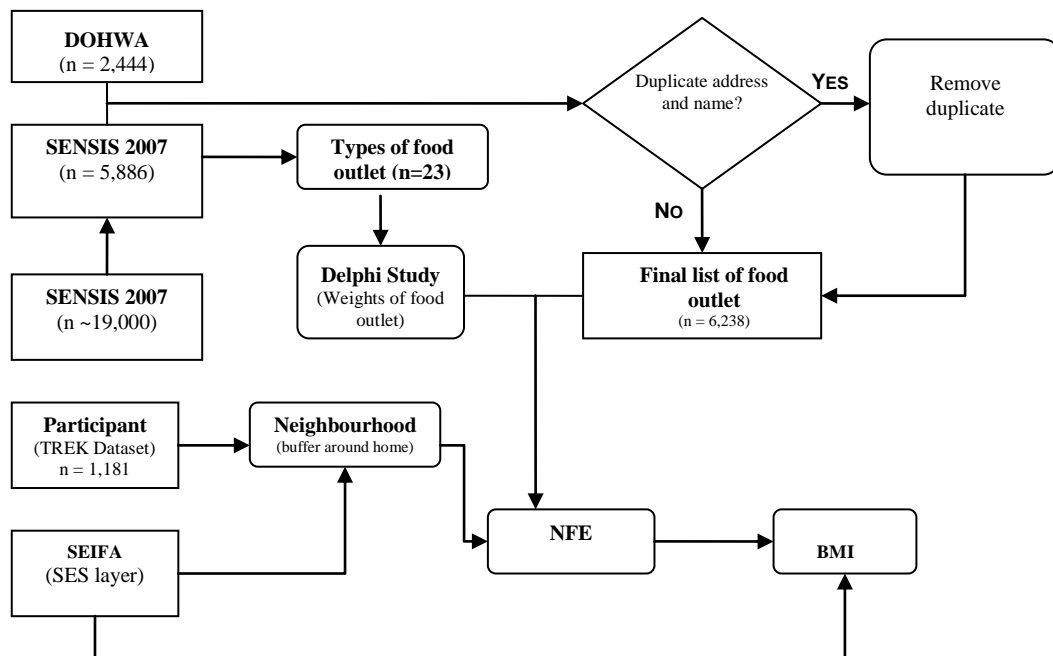 DOHWA
(n = 2,444)
Duplicate address
and name?
YES
Remove
duplicate
SENSIS 2007
(n = 5,886)
Types of food
outlet (n=23)
NO
Delphi Study
(Weights of food
outlet)
Final list of food
outlet
(n = 6,238)
SENSIS 2007
(n ~19,000)
Participant
(TREK Dataset)
n = 1,181
Neighbourhood
(buffer around home)
SEIFA
(SES layer)
NFE
BMI